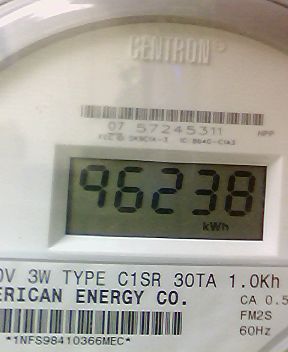 CENTRON®
07 57245311 HPP
96238
kWh
0V 3W TYPE C1SR 30TA 1.0Kh
ERICAN ENERGY CO.
CA 0.5
FM2S
60Hz
*1NFS98410366MEC*